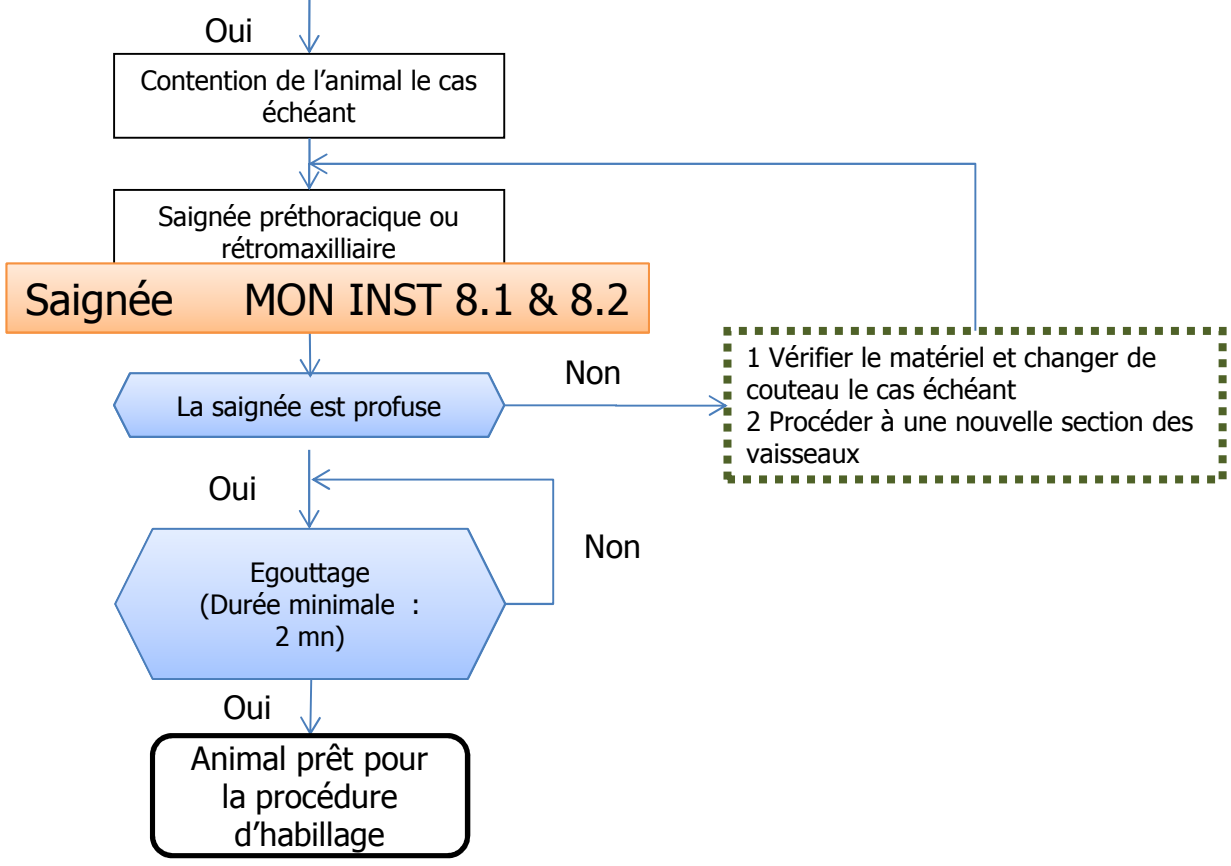 Oui
Contention de l’animal le cas
échéant
Saignée préthoracique ou
rétromaxilliaire
Saignée MON INST 8.1 & 8.2
La saignée est profuse
Non
1 Vérifier le matériel et changer de
couteau le cas échéant
2 Procéder à une nouvelle section des
vaisseaux
Oui
Egouttage
(Durée minimale :
2 mn)
Non
Oui
Animal prêt pour
la procédure
d’habillage